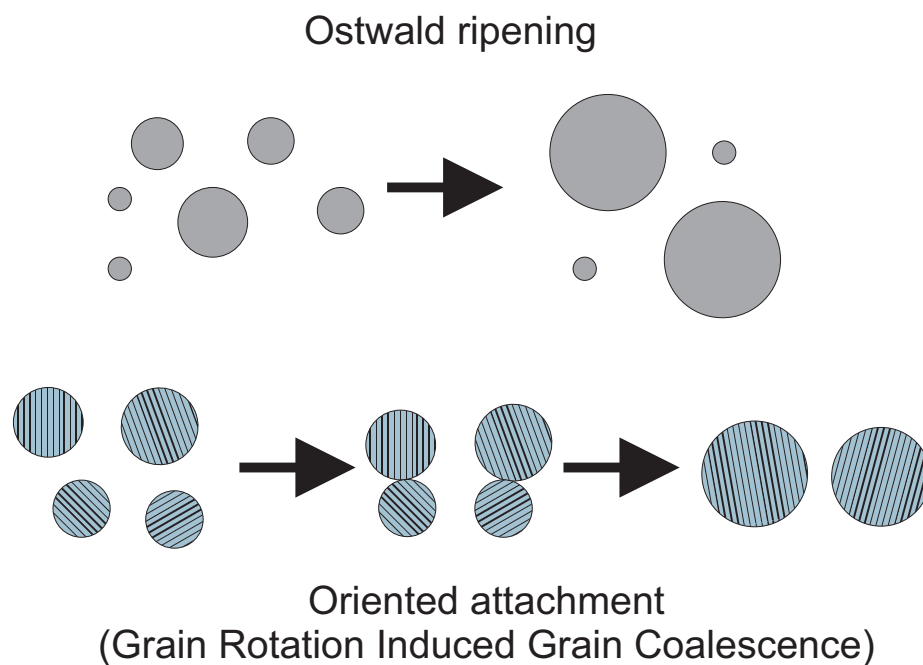 Ostwald ripening
Oriented attachment
(Grain Rotation Induced Grain Coalescence)